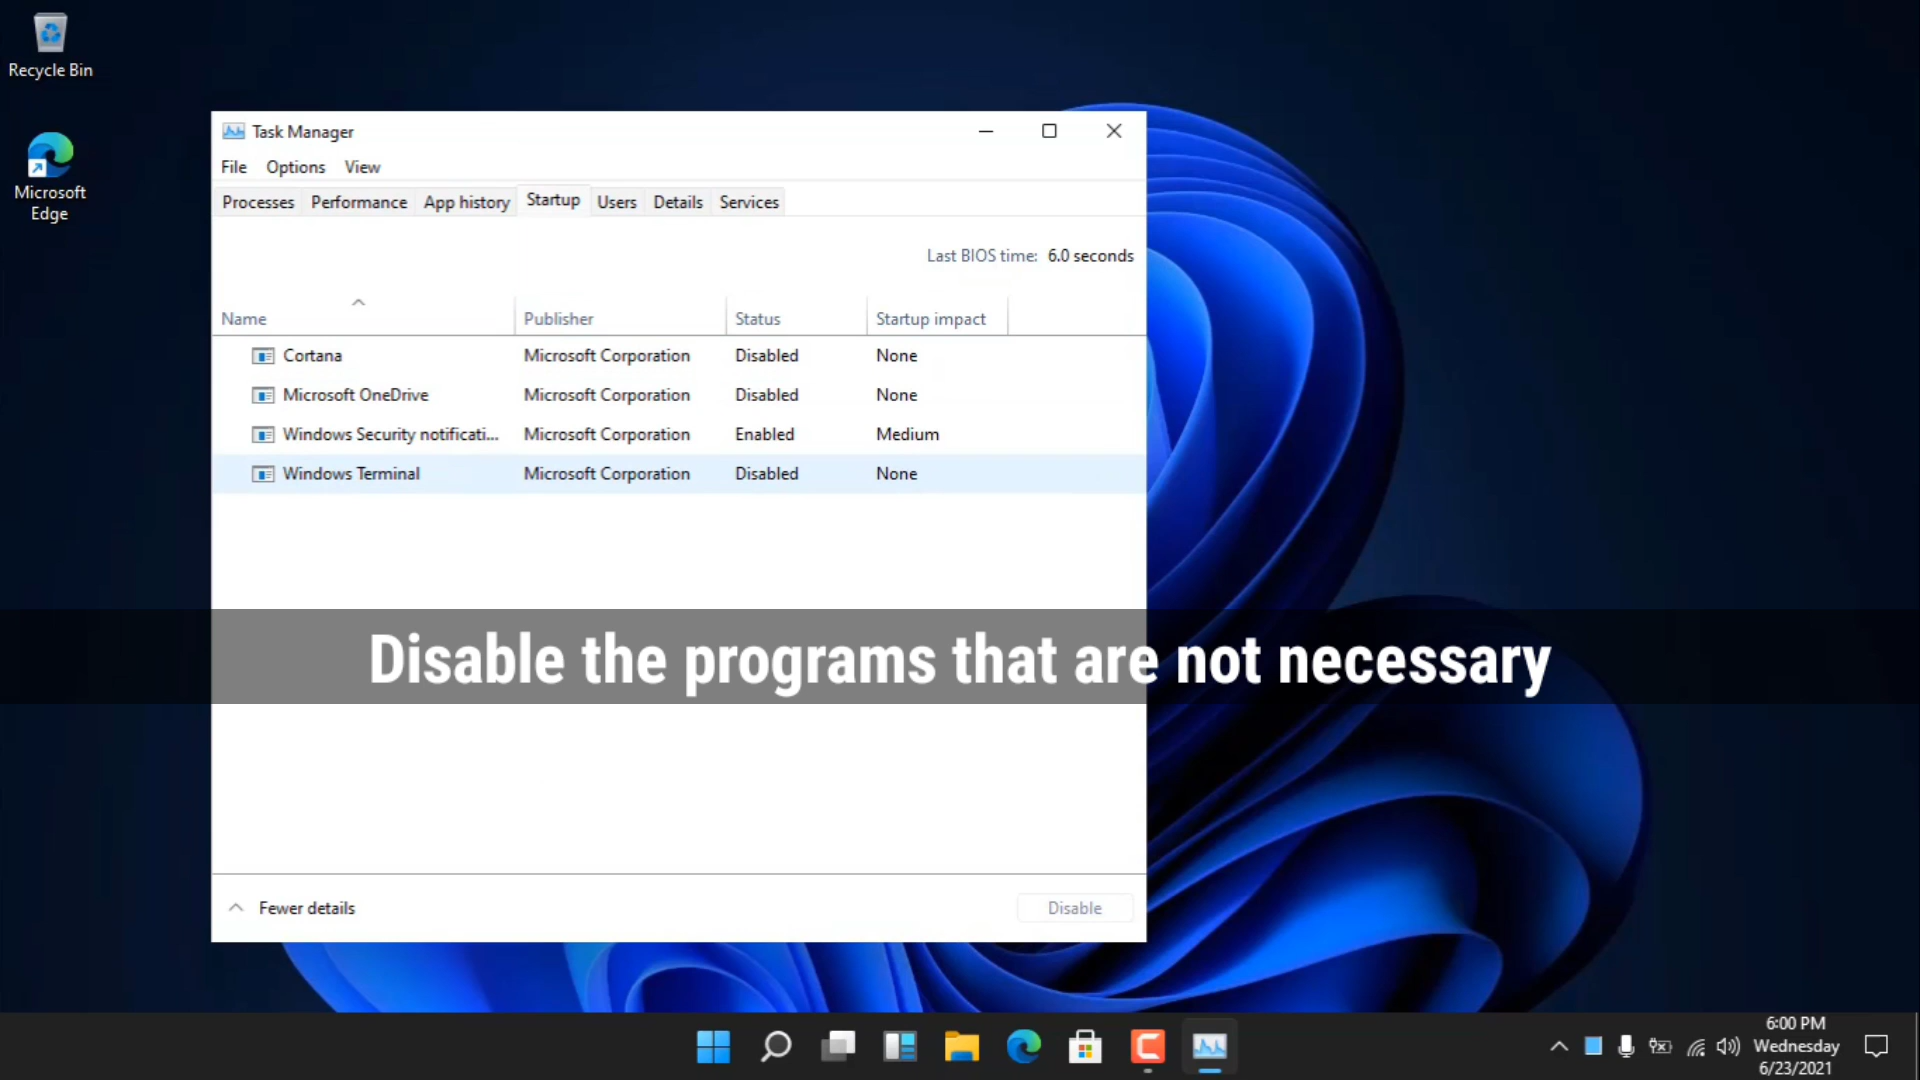 Recycle Bin
Microsoft
Edge
Task Manager
File Options View
Processes Performance App history Startup Users Details Services
Last BIOS time: 6.0 seconds
Name Publisher Status Startup impact
Cortana Microsoft Corporation Disabled None
Microsoft OneDrive Microsoft Corporation Disabled None
Windows Security notificati... Microsoft Corporation Enabled Medium
Windows Terminal Microsoft Corporation Disabled None
Disable the programs that are not necessary
Fewer details Disable
6:00 PM
Wednesday
6/23/2021